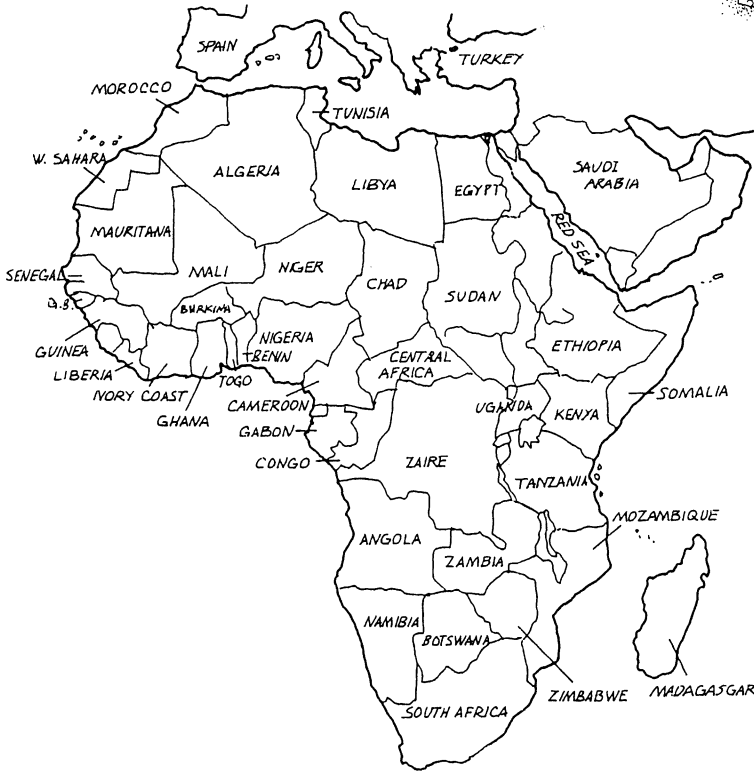 SPAIN
TURKEY
MOROCCO
TUNISIA
W. SAHARA
ALGERIA
LIBYA
EGYPT
SAUDI
ARABIA
RED SEA
MAURITANA
SENEGAL
MALI
NIGER
CHAD
SUDAN
G.B.
BURKINA
GUINEA
NIGERIA
BENIN
ETHIOPIA
LIBERIA
TOGO
CENTRAL
AFRICA
IVORY COAST
CAMEROON
UGANDA
KENYA
SOMALIA
GHANA
GABON
CONGO
ZAIRE
TANZANIA
MOZAMBIQUE
ANGOLA
ZAMBIA
NAMIBIA
BOTSWANA
ZIMBABWE
MADAGASGAR
SOUTH AFRICA